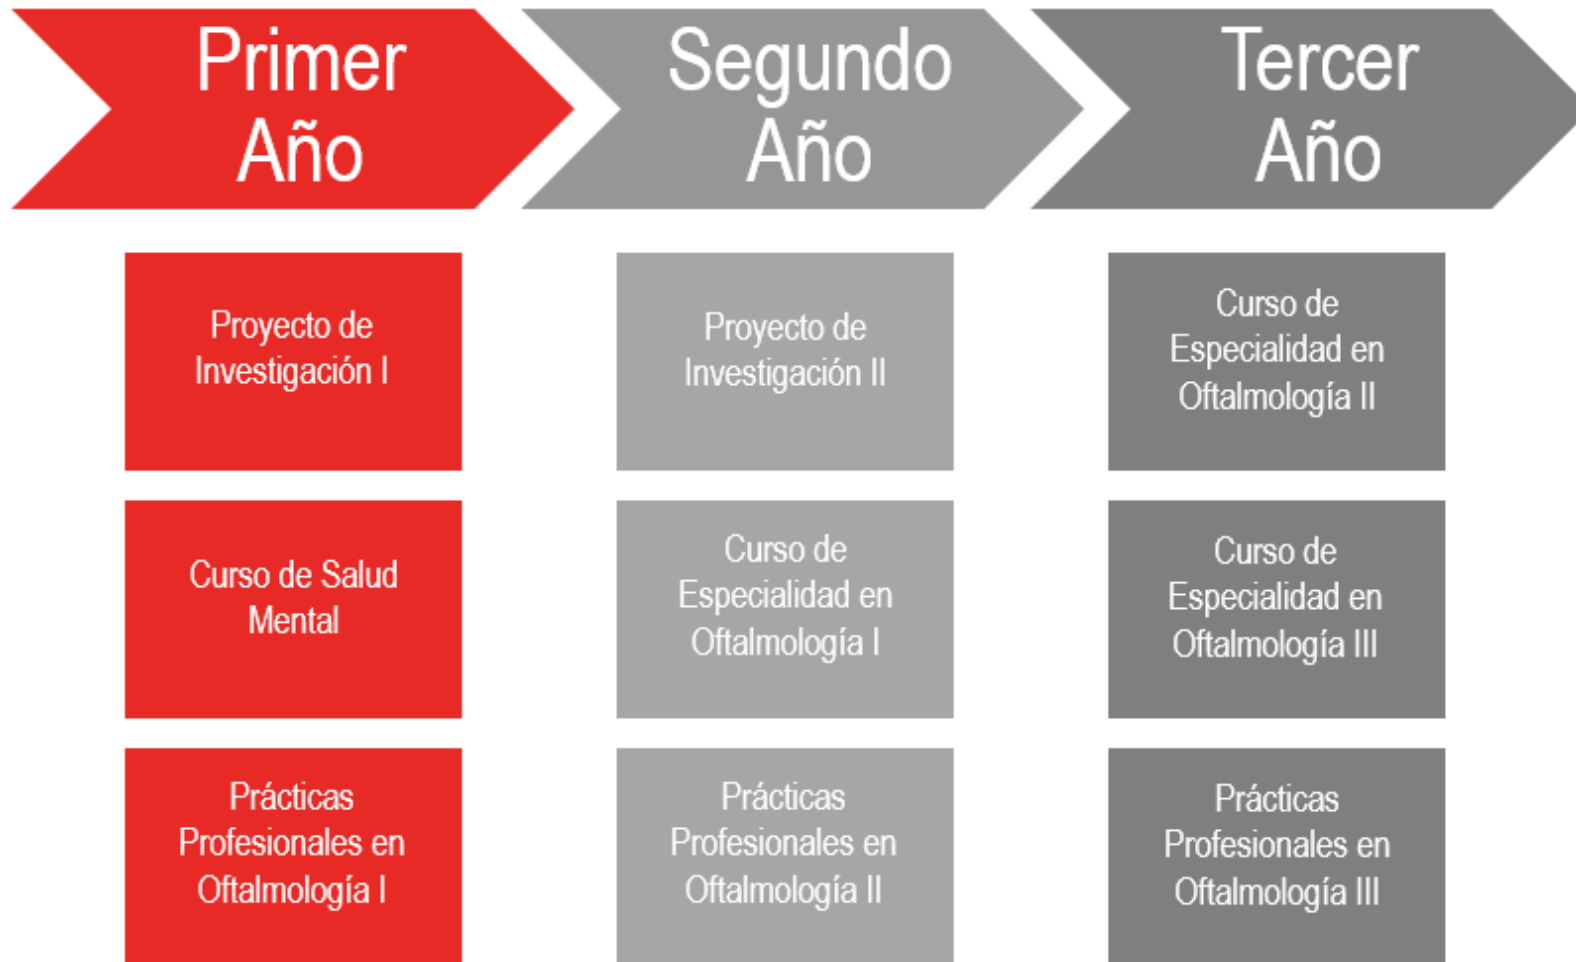 Primer
Año
Segundo
Año
Tercer
Año
Proyecto de
Investigación I
Proyecto de
Investigación II
Curso de
Especialidad en
Oftalmología II
Curso de Salud
Mental
Curso de
Especialidad en
Oftalmología I
Curso de
Especialidad en
Oftalmología III
Prácticas
Profesionales en
Oftalmología I
Prácticas
Profesionales en
Oftalmología II
Prácticas
Profesionales en
Oftalmología III